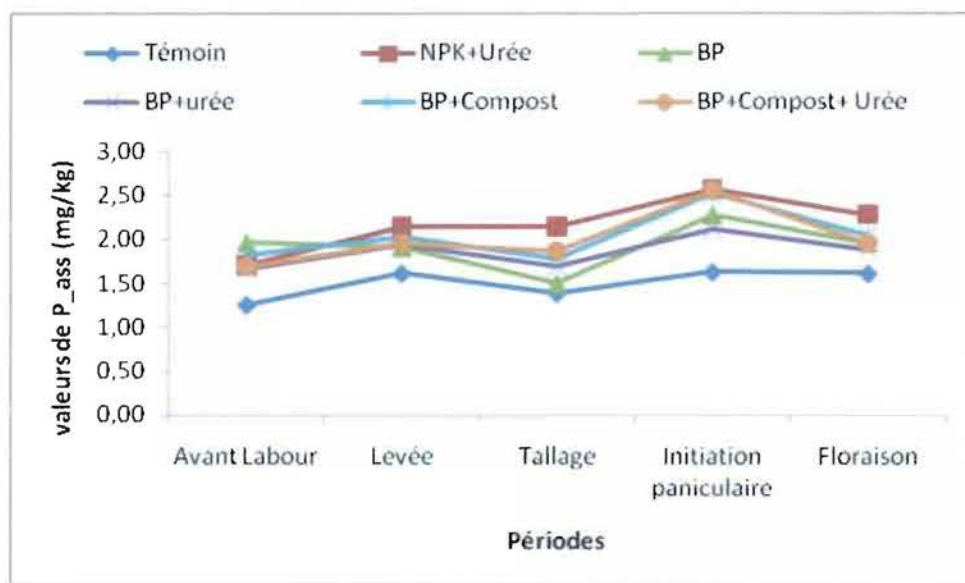 Témoin NPK+Urée BP
BP+urée BP+Compost BP+Compost+ Urée
valeurs de P_ass (mg/kg)
3,00
2,50
2,00
1,50
1,00
0,50
0,00
Avant Labour Levée Tallage Initiation paniculaire Floraison
Périodes